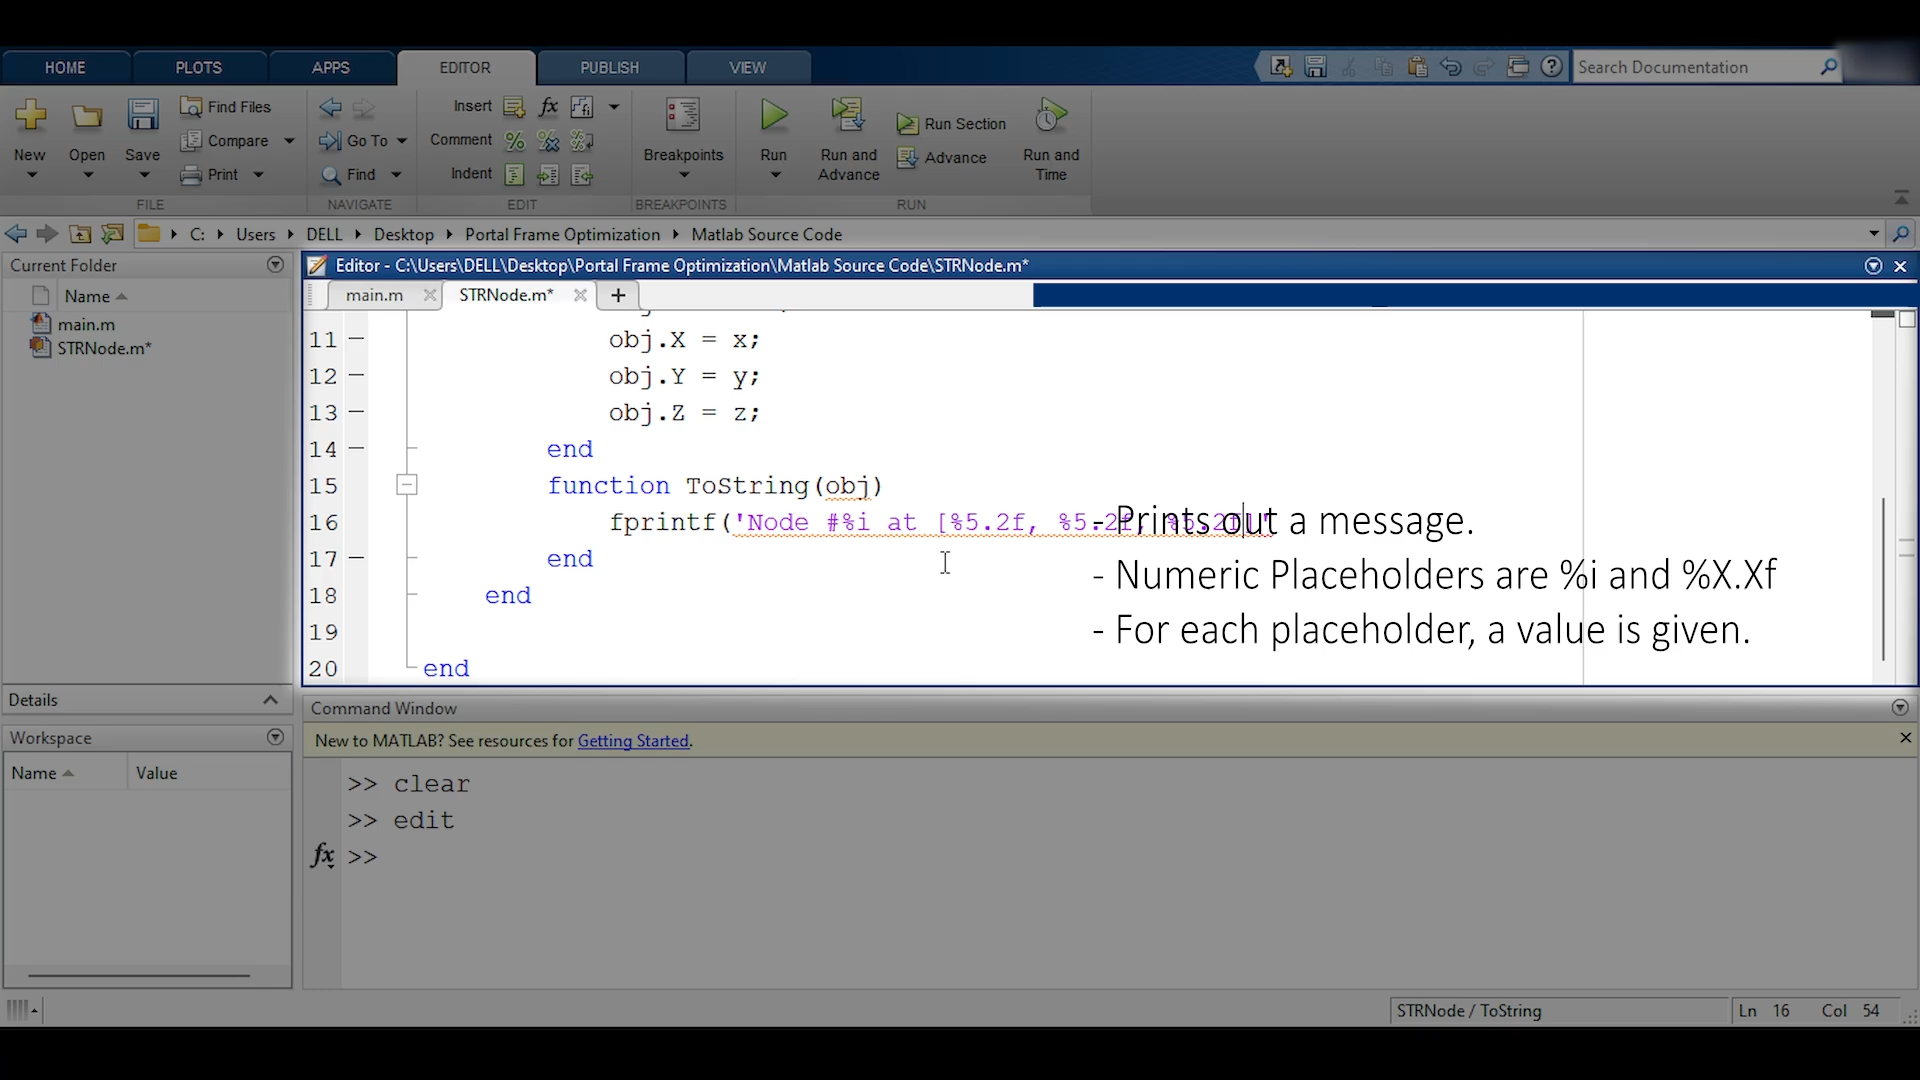 HOME PLOTS APPS EDITOR PUBLISH VIEW Search Documentation
New Open Save Find Files Compare Print
Go To Find
Insert fx Comment Indent
Breakpoints Run Run and Advance Run Section Advance Run and Time
FILE NAVIGATE EDIT BREAKPOINTS RUN
C: Users DELL Desktop Portal Frame Optimization Matlab Source Code
Current Folder
Name
main.m
STRNode.m*
Details
Workspace
Name Value
Editor - C:\Users\DELL\Desktop\Portal Frame Optimization\Matlab Source Code\STRNode.m*
main.m STRNode.m* +
11 obj.X = x;
12 obj.Y = y;
13 obj.Z = z;
14 end
15 function ToString(obj)
16 fprintf('Node #%i at [%5.2f, %5.2f, %5.2f]'
17 end
18 end
19
20 end
- Prints out a message.
- Numeric Placeholders are %i and %X.Xf
- For each placeholder, a value is given.
Command Window
New to MATLAB? See resources for Getting Started.
>> clear
>> edit
fx >>
STRNode / ToString Ln 16 Col 54